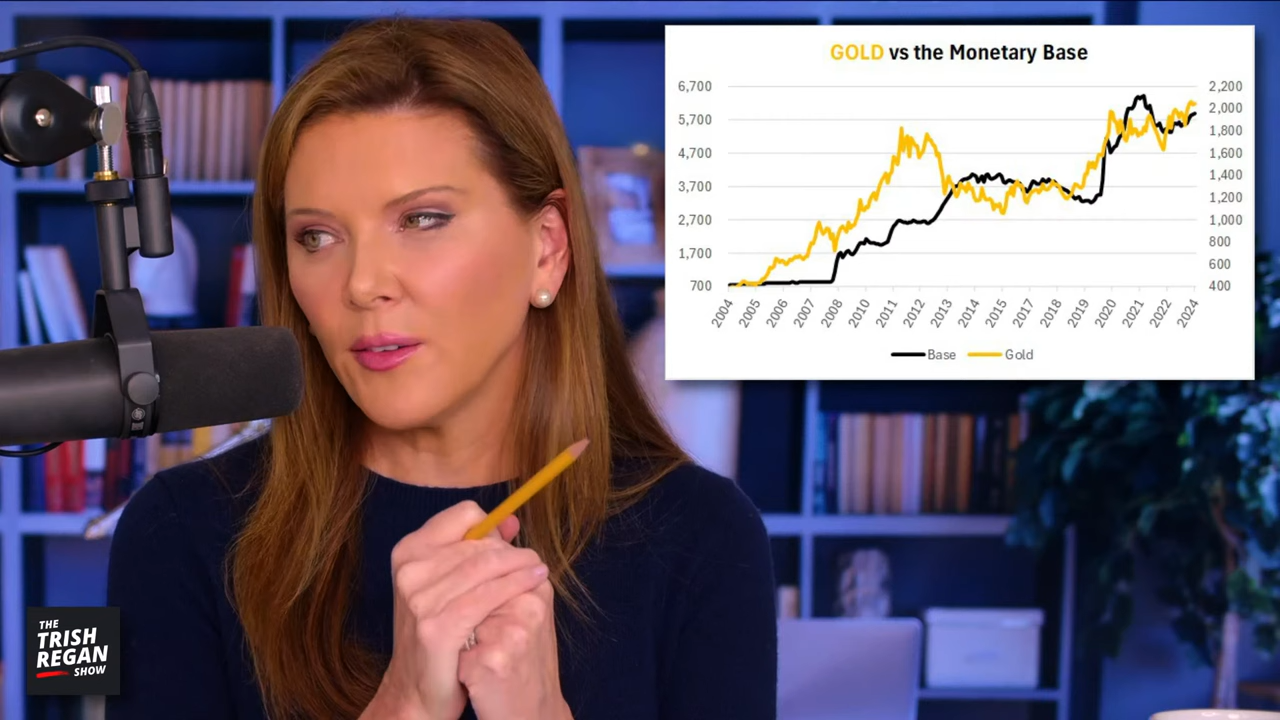 GOLD vs the Monetary Base
6,700
5,700
4,700
3,700
2,700
1,700
700
2,200
2,000
1,800
1,600
1,400
1,200
1,000
800
600
400
2004 2005 2006 2007 2008 2010 2011 2012 2013 2014 2015 2016 2017 2018 2019 2020 2021 2022 2024
Base Gold
THE
TRISH
REGAN
SHOW